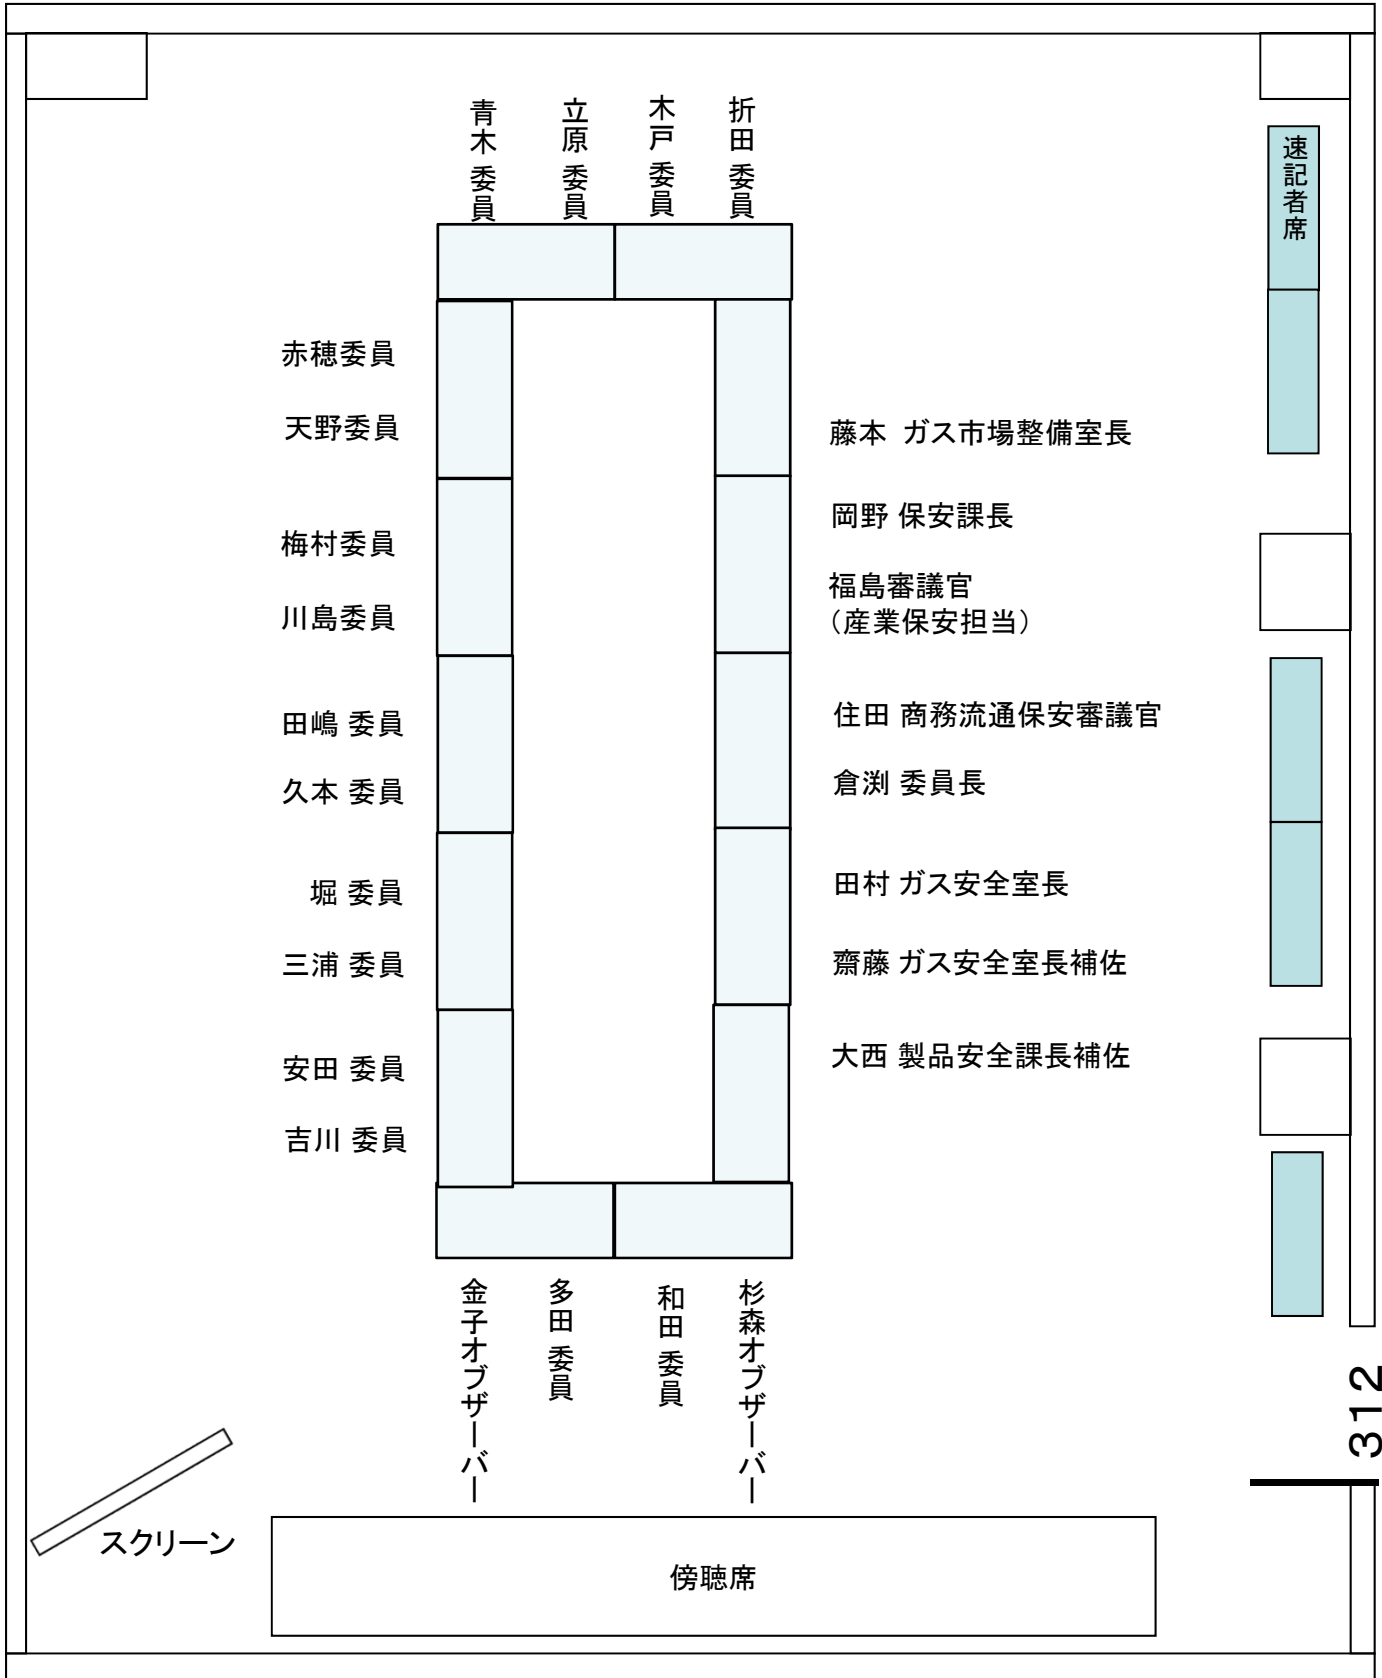 青木 委員
立原 委員
木戸 委員
折田 委員
速記者席
赤穂委員
天野委員
梅村委員
川島委員
田嶋 委員
久本 委員
堀 委員
三浦 委員
安田 委員
吉川 委員
藤本 ガス市場整備室長
岡野 保安課長
福島審議官
（産業保安担当）
住田 商務流通保安審議官
倉渕 委員長
田村 ガス安全室長
齋藤 ガス安全室長補佐
大西 製品安全課長補佐
金子オブザーバー
多田 委員
和田 委員
杉森オブザーバー
312
スクリーン
傍聴席